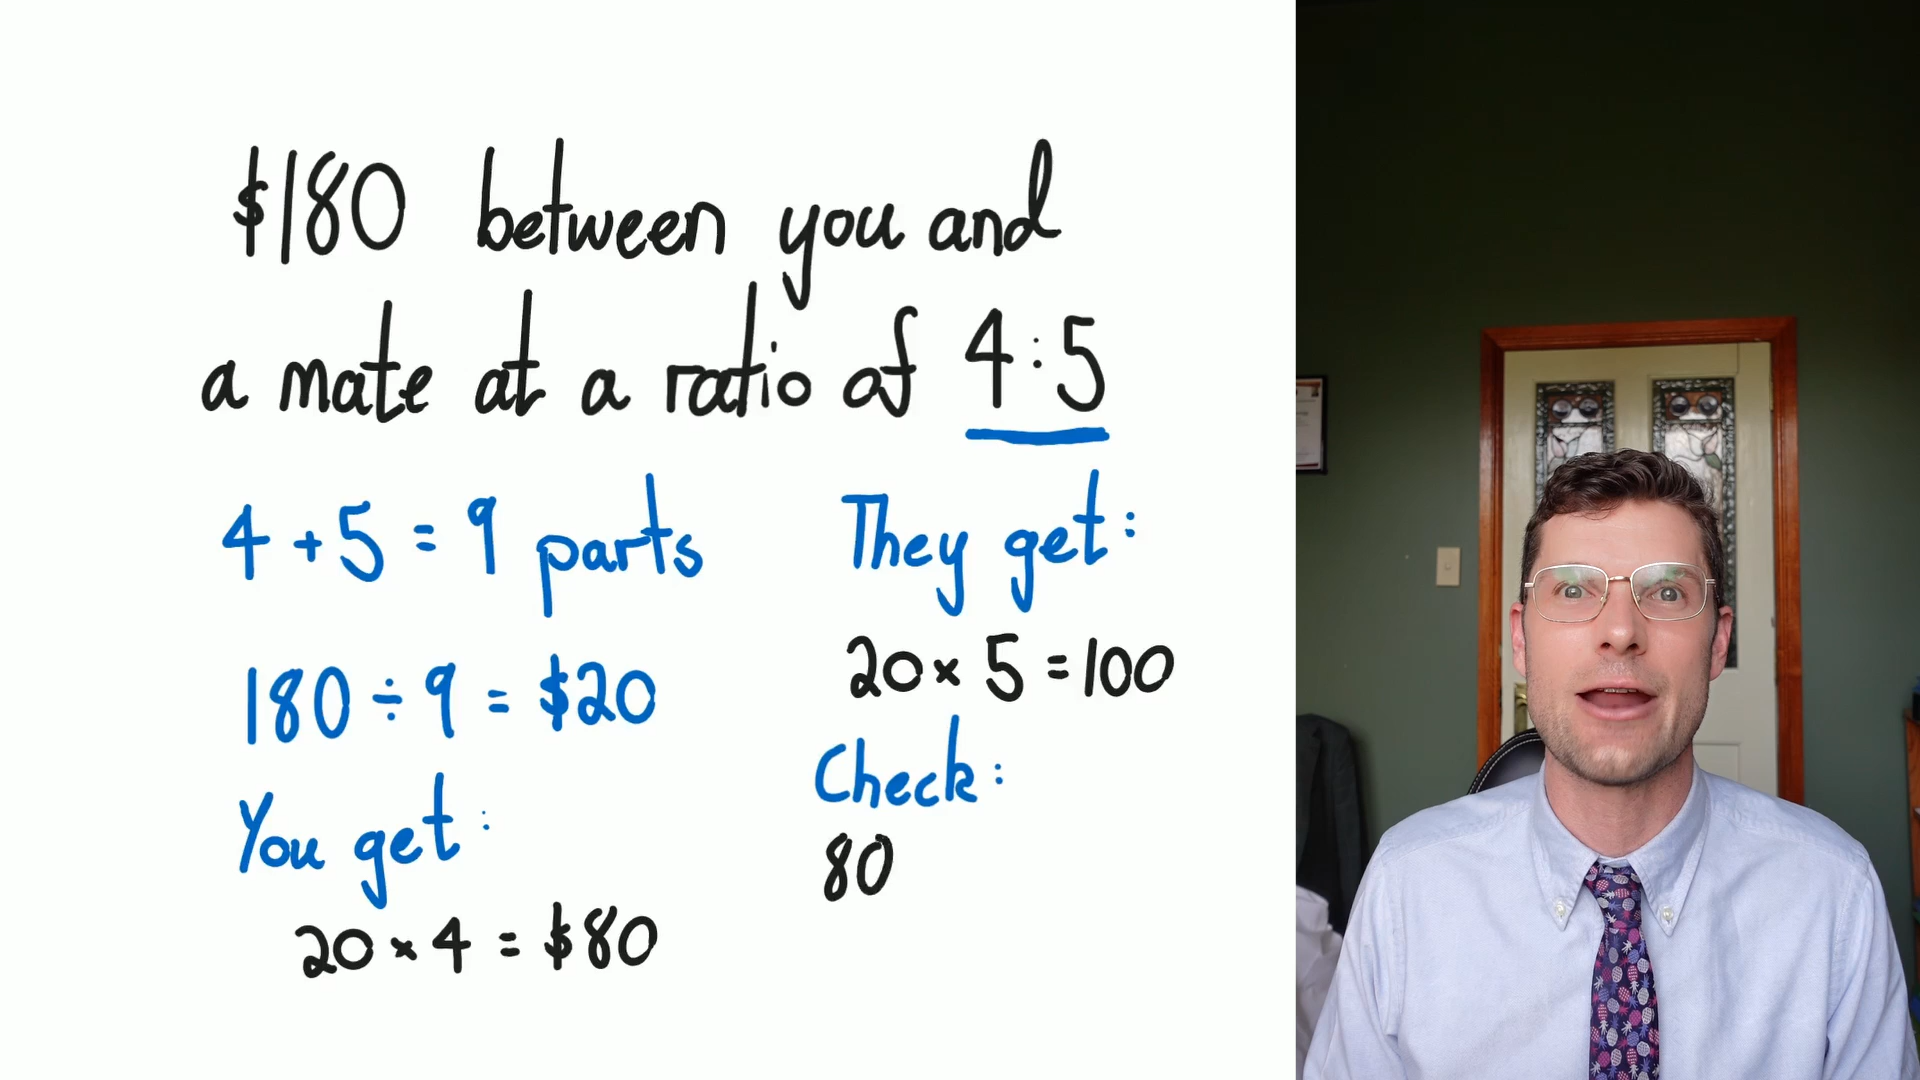 $180 between you and
a mate at a ratio of 4:5
4 + 5 = 9 parts
180 ÷ 9 = $20
You get:
20 × 4 = $80
They get:
20 × 5 = 100
Check:
80